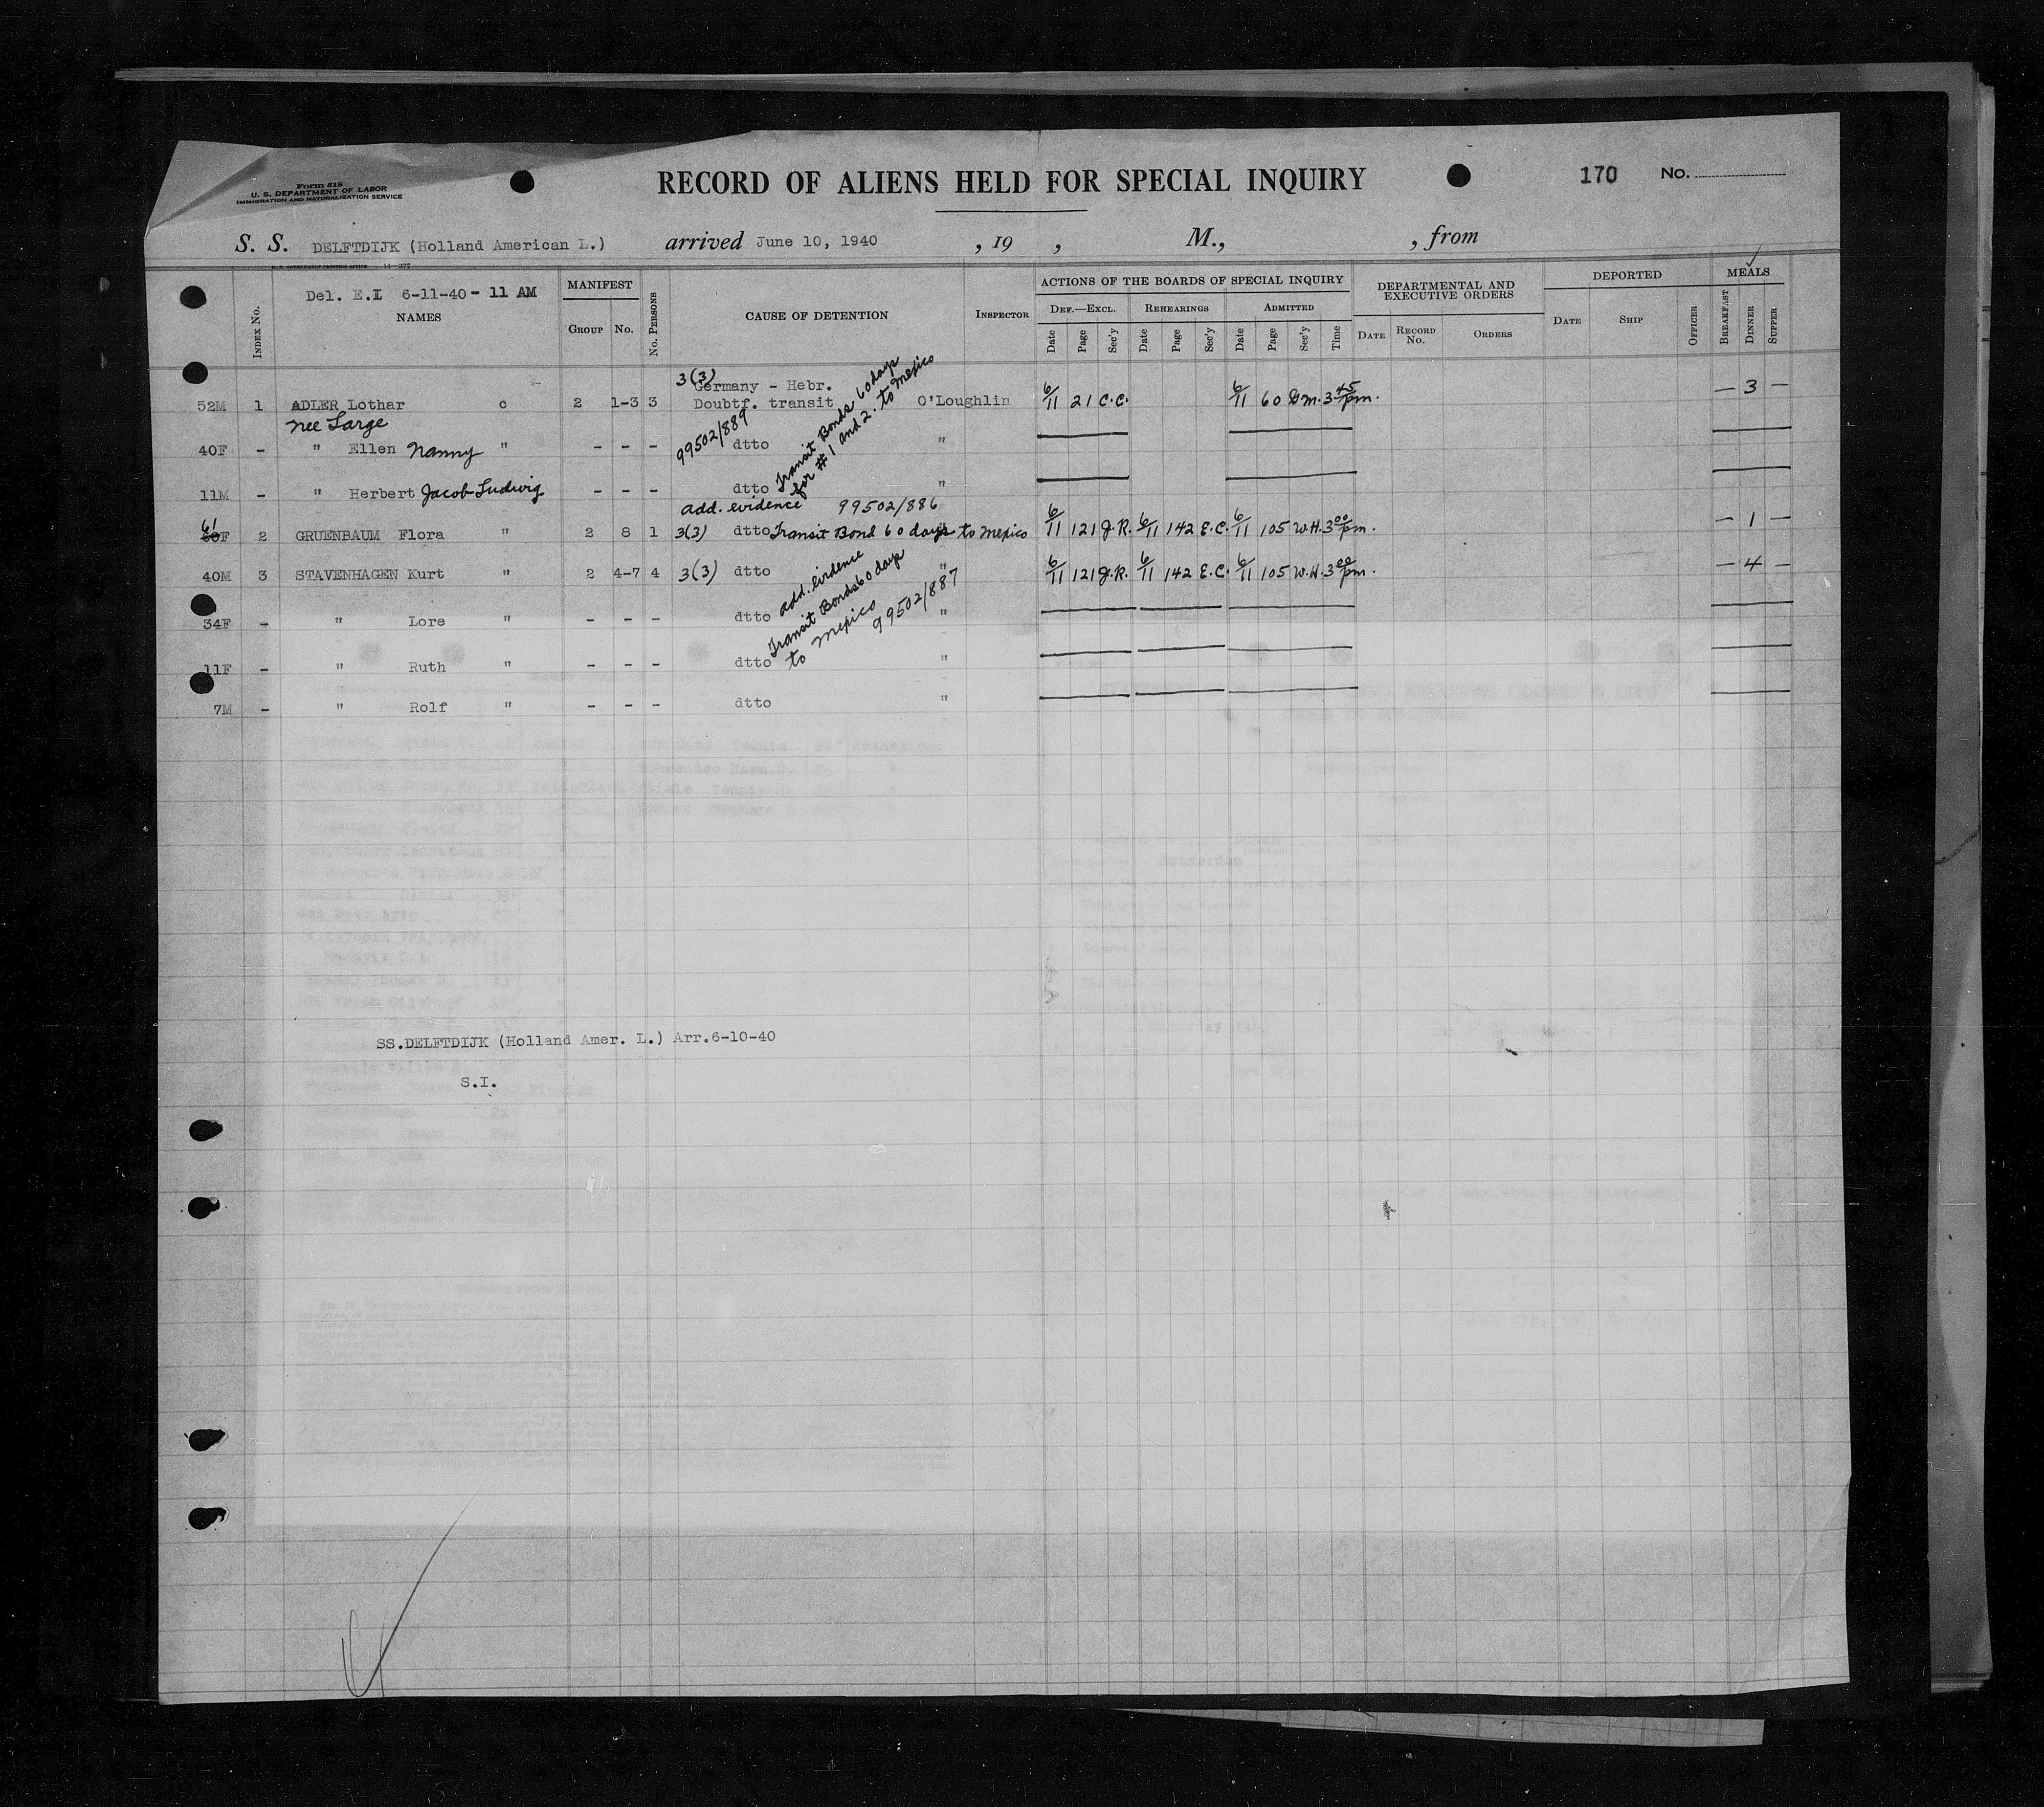 Form 518
U. S. DEPARTMENT OF LABOR
IMMIGRATION AND NATURALIZATION SERVICE
RECORD OF ALIENS HELD FOR SPECIAL INQUIRY
170 No.
S. S. DELFTDIJK (Holland American L.) arrived June 10, 1940 , 19 , M., , from
14—377
Del. E.I 6-11-40 - 11 AM
Index No. NAMES MANIFEST Group No. No. Persons CAUSE OF DETENTION Inspector
ACTIONS OF THE BOARDS OF SPECIAL INQUIRY
Def.—Excl. Rehearings Admitted
Date Page Sec'y Date Page Sec'y Date Page Sec'y Time
DEPARTMENTAL AND EXECUTIVE ORDERS
Date Record No. Orders
DEPORTED
Date Ship Officer
MEALS
Breakfast Dinner Supper
3(3)
Germany - Hebr.
52M 1 ADLER Lothar c 2 1-3 3 Doubtf. transit O'Loughlin 6/11 21 C.C. 6/11 60 G.M. 3 45 pm. — 3 —
nee Large
40F - " Ellen Nanny " - - - 99502/889 dtto "
Transit Bonds 60 days
for #1 and 2. to Mexico
11M - " Herbert Jacob Ludwig - - - dtto "
add. evidence 99502/886
61
60F 2 GRUENBAUM Flora " 2 8 1 3(3) dtto Transit Bond 60 days to Mexico 6/11 121 J.R. 6/11 142 E.C. 6/11 105 W.H. 3 00 pm. — 1 —
40M 3 STAVENHAGEN Kurt " 2 4-7 4 3(3) dtto " 6/11 121 J.R. 6/11 142 E.C. 6/11 105 W.H. 3 00 pm. — 4 —
add. evidence
Transit Bonds 60 days
to Mexico 99502/887
34F - " Lore " - - - dtto "
11F - " Ruth " - - - dtto "
7M - " Rolf " - - - dtto "
SS.DELFTDIJK (Holland Amer. L.) Arr.6-10-40
S.I.